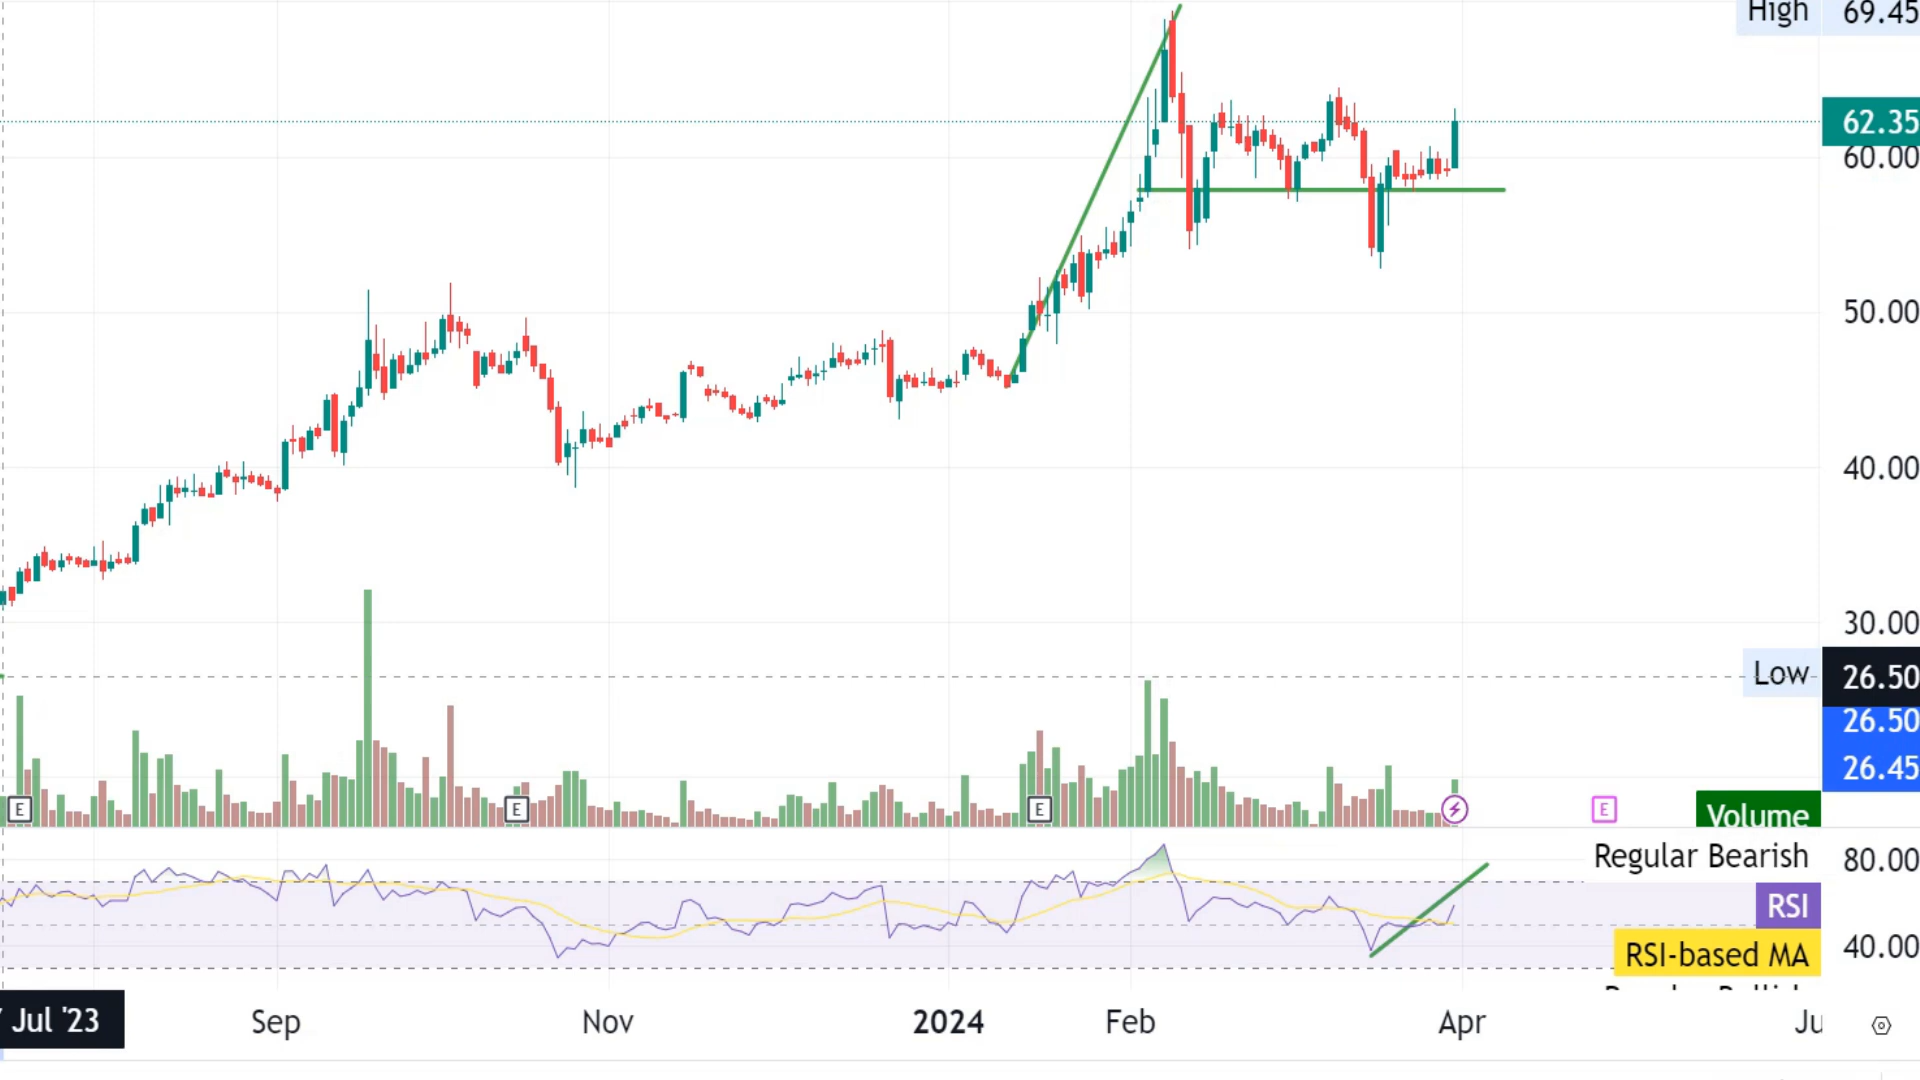 High 69.45
62.35
60.00
50.00
40.00
30.00
Low 26.50
26.50
26.45
E E E E
Volume
Regular Bearish 80.00
RSI
RSI-based MA 40.00
Jul '23 Sep Nov 2024 Feb Apr